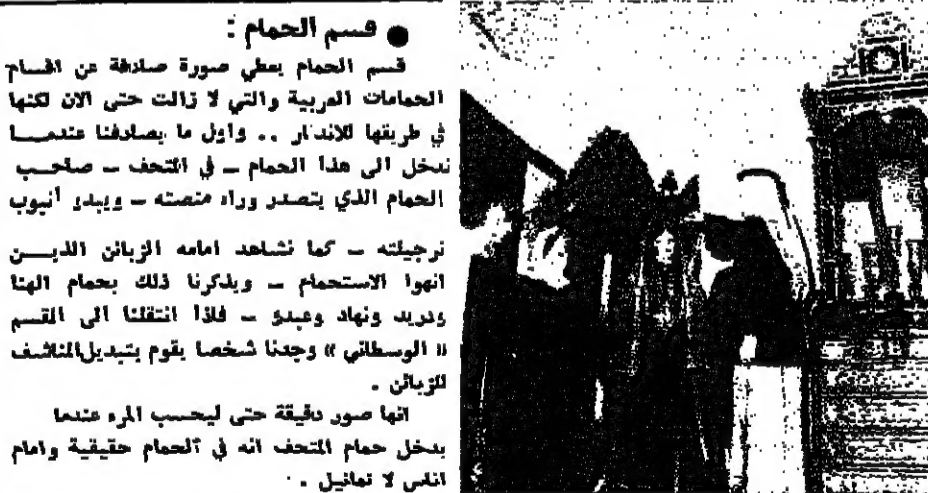 ● قسم الحمام :
قسم الحمام يعطي صورة صادقة عن اقسام
الحمامات العربية والتي لا زالت حتى الان لكنها
في طريقها للاندثار .. واول ما يصادفنا عندمــا
ندخل الى هذا الحمام ـ في المتحف ـ صاحــب
الحمام الذي يتصدر وراء منصته ـ ويبدو أنبوب
نرجيلته ـ كما نشاهد امامه الزبائن الذيــن
انهوا الاستحمام ـ ويذكرنا ذلك بحمام الهنا
ودريد ونهاد وعبدو ـ فاذا انتقلنا الى القسم
« الوسطاني » وجدنا شخصا يقوم بتبديل المناشف
للزبائن .
انها صور دقيقة حتى ليحسب المرء عندما
يدخل حمام المتحف انه في الحمام حقيقية وامام
اناس لا تماثيل .